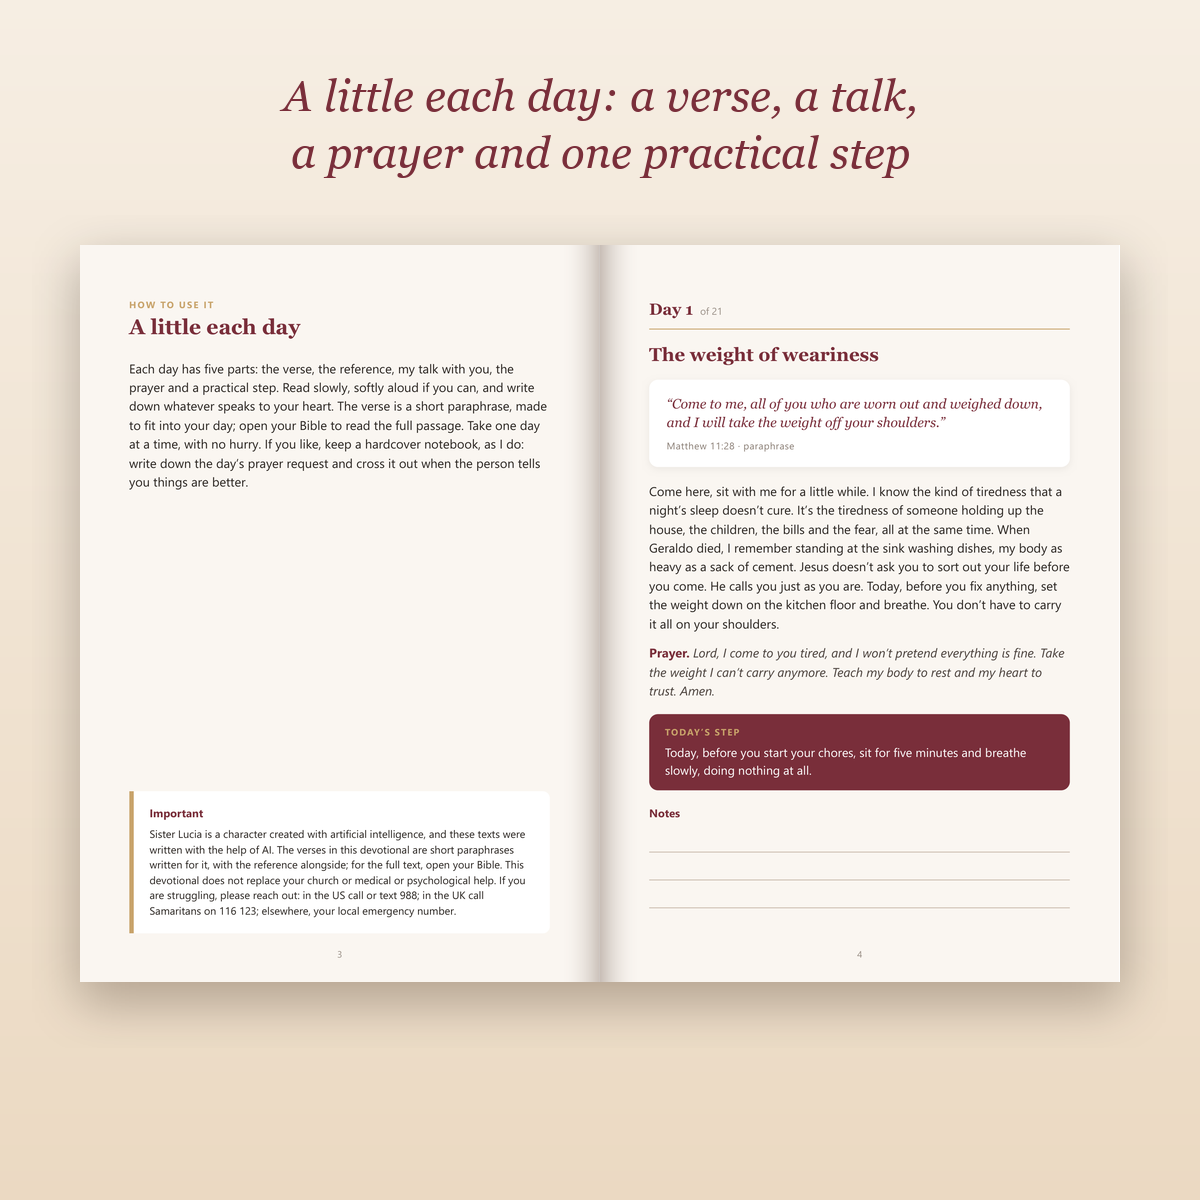 A little each day: a verse, a talk,
a prayer and one practical step
HOW TO USE IT
A little each day
Each day has five parts: the verse, the reference, my talk with you, the
prayer and a practical step. Read slowly, softly aloud if you can, and write
down whatever speaks to your heart. The verse is a short paraphrase, made
to fit into your day; open your Bible to read the full passage. Take one day
at a time, with no hurry. If you like, keep a hardcover notebook, as I do:
write down the day’s prayer request and cross it out when the person tells
you things are better.
Important
Sister Lucia is a character created with artificial intelligence, and these texts were
written with the help of AI. The verses in this devotional are short paraphrases
written for it, with the reference alongside; for the full text, open your Bible. This
devotional does not replace your church or medical or psychological help. If you
are struggling, please reach out: in the US call or text 988; in the UK call
Samaritans on 116 123; elsewhere, your local emergency number.
3
Day 1 of 21
The weight of weariness
“Come to me, all of you who are worn out and weighed down,
and I will take the weight off your shoulders.”
Matthew 11:28 · paraphrase
Come here, sit with me for a little while. I know the kind of tiredness that a
night’s sleep doesn’t cure. It’s the tiredness of someone holding up the
house, the children, the bills and the fear, all at the same time. When
Geraldo died, I remember standing at the sink washing dishes, my body as
heavy as a sack of cement. Jesus doesn’t ask you to sort out your life before
you come. He calls you just as you are. Today, before you fix anything, set
the weight down on the kitchen floor and breathe. You don’t have to carry
it all on your shoulders.
Prayer. Lord, I come to you tired, and I won’t pretend everything is fine. Take
the weight I can’t carry anymore. Teach my body to rest and my heart to
trust. Amen.
TODAY’S STEP
Today, before you start your chores, sit for five minutes and breathe
slowly, doing nothing at all.
Notes
4